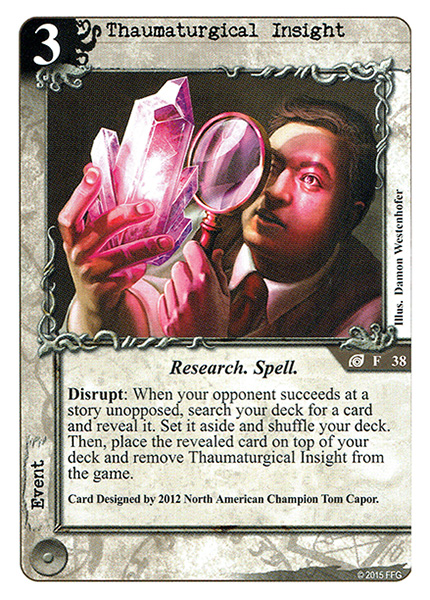 3
Thaumaturgical Insight
Illus. Damon Westenhofer
F 38
Research. Spell.
Disrupt: When your opponent succeeds at a
story unopposed, search your deck for a card
and reveal it. Set it aside and shuffle your deck.
Then, place the revealed card on top of your
deck and remove Thaumaturgical Insight from
the game.
Card Designed by 2012 North American Champion Tom Capor.
Event
©2015 FFG